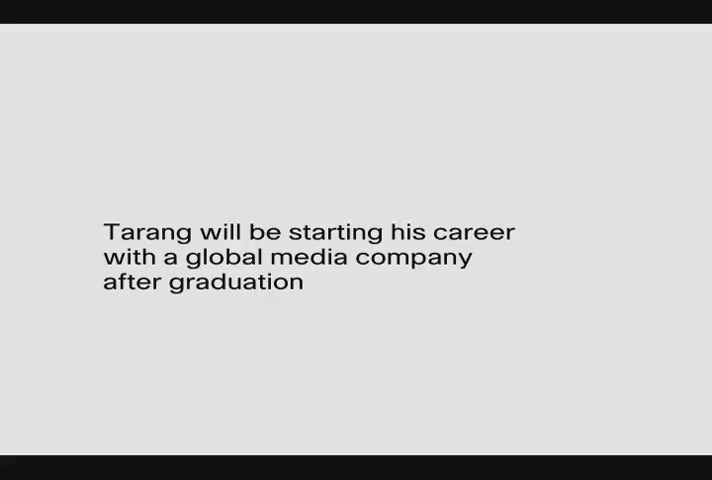 Tarang will be starting his career
with a global media company
after graduation